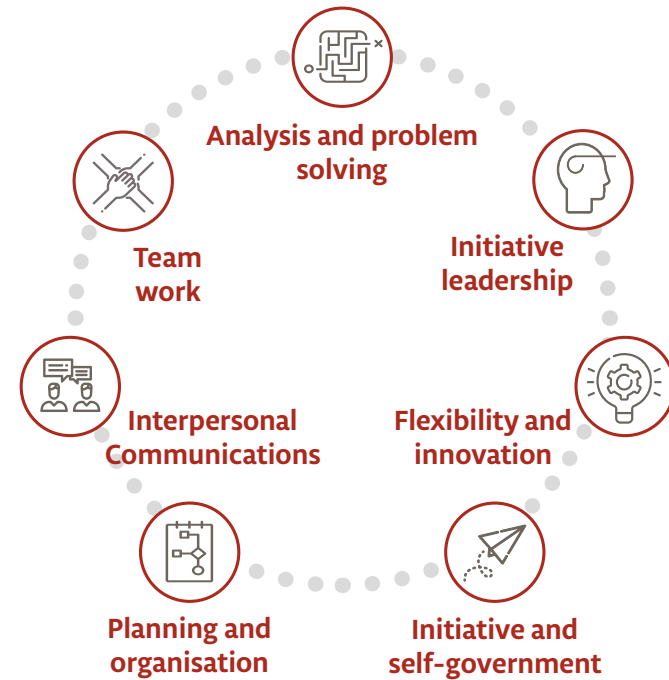 Analysis and problem
solving
Initiative
leadership
Team
work
Interpersonal
Communications
Flexibility and
innovation
Planning and
organisation
Initiative and
self-government